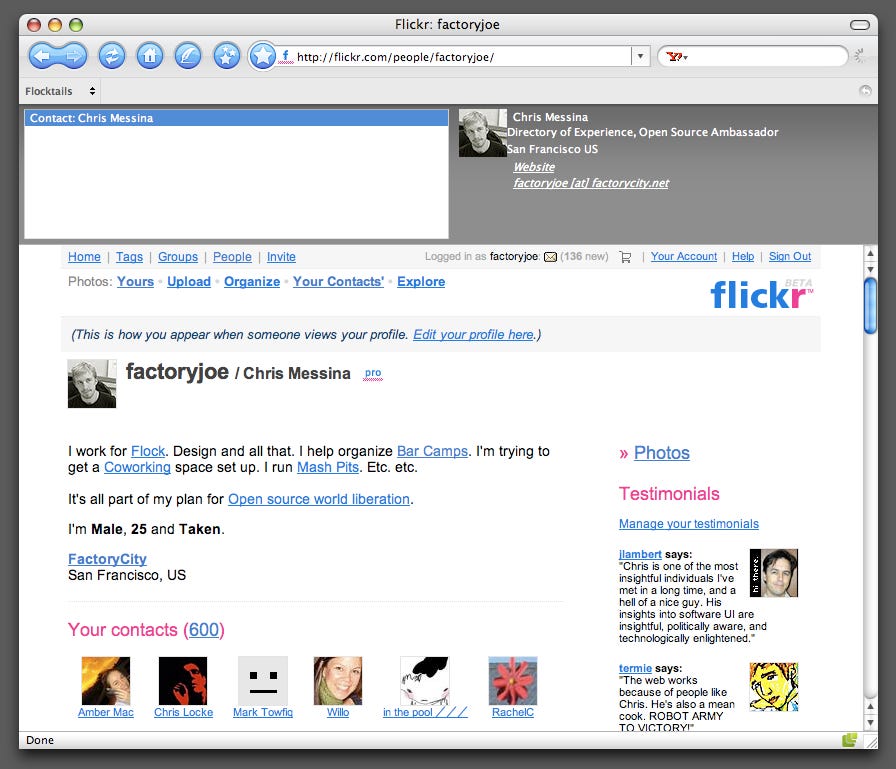 Flickr: factoryjoe
http://flickr.com/people/factoryjoe/
Flocktails
Contact: Chris Messina
Chris Messina
Directory of Experience, Open Source Ambassador
San Francisco US
Website
factoryjoe [at] factorycity.net
Home | Tags | Groups | People | Invite
Logged in as factoryjoe: (136 new) | Your Account | Help | Sign Out
Photos: Yours • Upload • Organize • Your Contacts' • Explore
flickr BETA ™
(This is how you appear when someone views your profile. Edit your profile here.)
factoryjoe / Chris Messina pro
I work for Flock. Design and all that. I help organize Bar Camps. I'm trying to
get a Coworking space set up. I run Mash Pits. Etc. etc.
It's all part of my plan for Open source world liberation.
I'm Male, 25 and Taken.
FactoryCity
San Francisco, US
Your contacts (600)
Amber Mac Chris Locke Mark Towfiq Willo in the pool ⁄ ⁄ ⁄ RachelC
» Photos
Testimonials
Manage your testimonials
jlambert says:
"Chris is one of the most
insightful individuals I've
met in a long time, and a
hell of a nice guy. His
insights into software UI are
insightful, politically aware, and
technologically enlightened."
hi there.
termie says:
"The web works
because of people like
Chris. He's also a mean
cook. ROBOT ARMY
TO VICTORY!"
Done